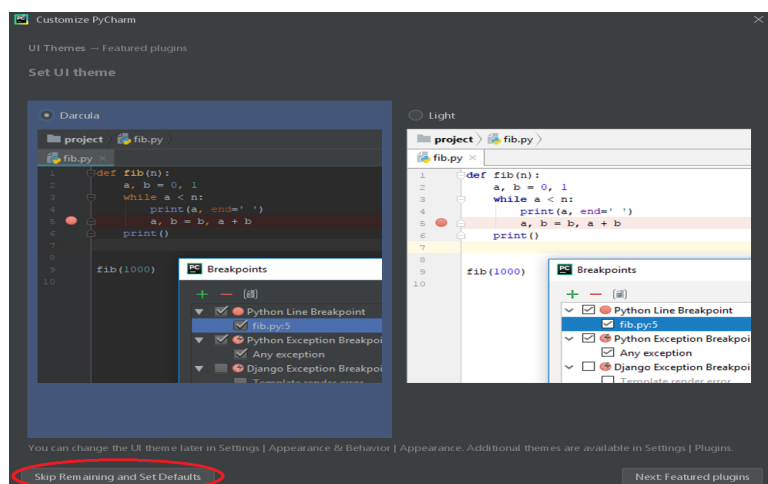 Customize PyCharm
UI Themes → Featured plugins
Set UI theme
Darcula
project fib.py
fib.py
1 def fib(n):
2 a, b = 0, 1
3 while a < n:
4 print(a, end=' ')
5 a, b = b, a + b
6 print()
7
8
9 fib(1000)
10
PC Breakpoints
Python Line Breakpoint
fib.py:5
Python Exception Breakpoi
Any exception
Django Exception Breakpoi
Template render error
Light
project fib.py
fib.py
1 def fib(n):
2 a, b = 0, 1
3 while a < n:
4 print(a, end=' ')
5 a, b = b, a + b
6 print()
7
8
9 fib(1000)
10
PC Breakpoints
Python Line Breakpoint
fib.py:5
Python Exception Breakpoi
Any exception
Django Exception Breakpoi
Template render error
You can change the UI theme later in Settings | Appearance & Behavior | Appearance. Additional themes are available in Settings | Plugins.
Skip Remaining and Set Defaults
Next: Featured plugins